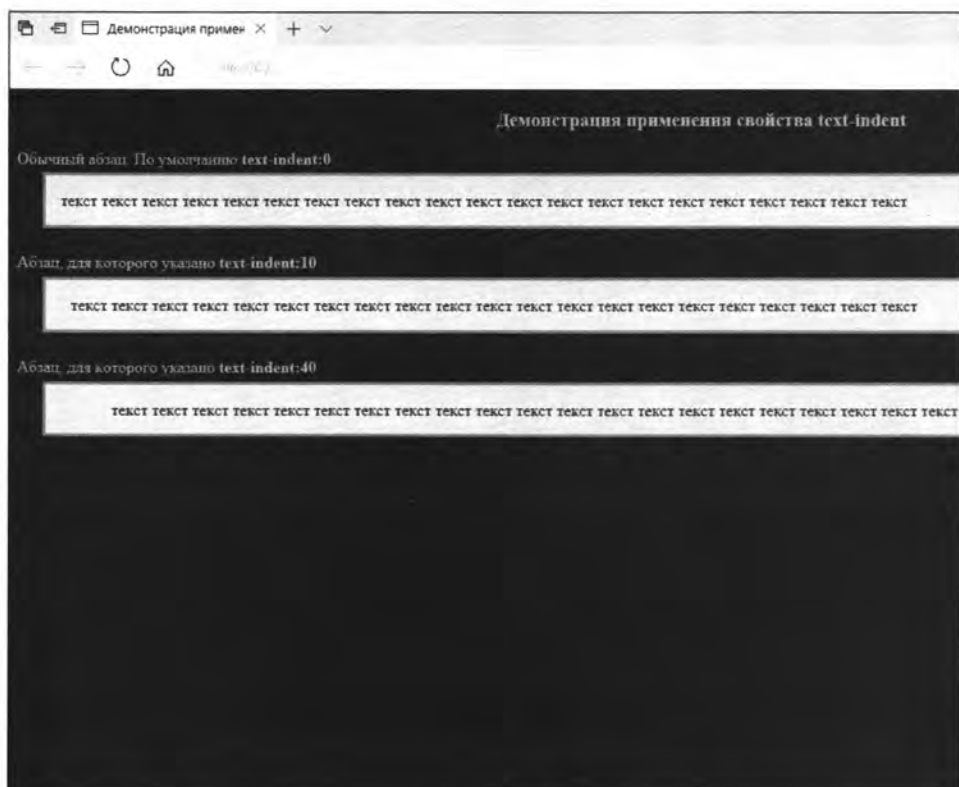 Демонстрация примен
Демонстрация применения свойства text-indent
Обычный абзац. По умолчанию text-indent:0
текст текст текст текст текст текст текст текст текст текст текст текст текст текст текст текст текст текст текст текст текст
Абзац, для которого указано text-indent:10
текст текст текст текст текст текст текст текст текст текст текст текст текст текст текст текст текст текст текст текст текст
Абзац, для которого указано text-indent:40
текст текст текст текст текст текст текст текст текст текст текст текст текст текст текст текст текст текст текст текст текст